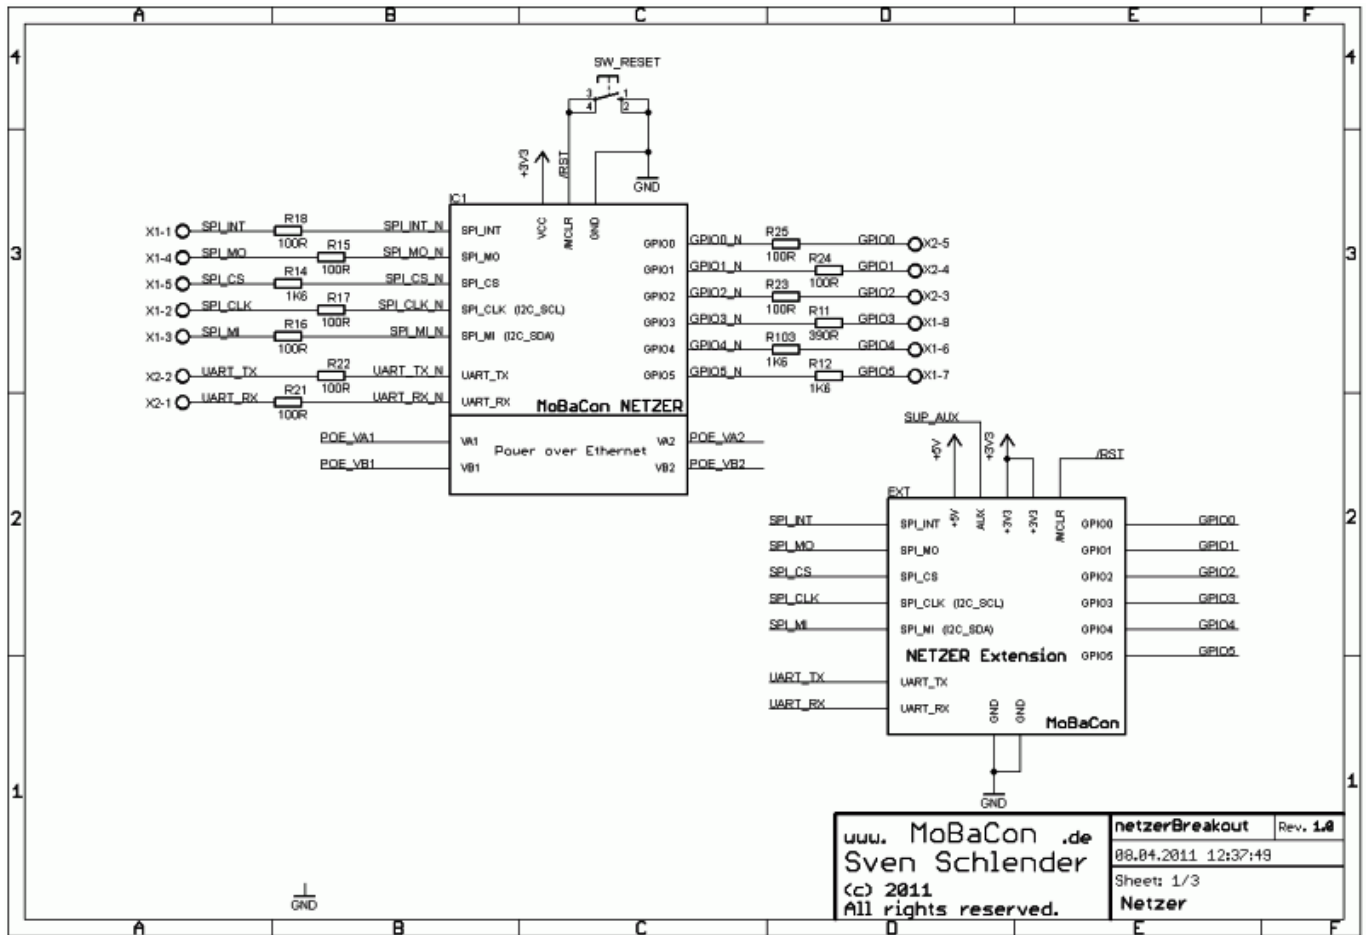 A B C D E F
4 4
SW_RESET
3 1
4 2
+3V3 /RST
GND
IC1
VCC /MCLR GND
X1-1 SPI_INT R18 100R SPI_INT_N SPI_INT
X1-4 SPI_MO R15 100R SPI_MO_N SPI_MO
X1-5 SPI_CS R14 1K6 SPI_CS_N SPI_CS
X1-2 SPI_CLK R17 100R SPI_CLK_N SPI_CLK (I2C_SCL)
X1-3 SPI_MI R16 100R SPI_MI_N SPI_MI (I2C_SDA)
X2-2 UART_TX R22 100R UART_TX_N UART_TX
X2-1 UART_RX R21 100R UART_RX_N UART_RX
3 3
GPIO0 GPIO0_N R25 100R GPIO0 X2-5
GPIO1 GPIO1_N R24 100R GPIO1 X2-4
GPIO2 GPIO2_N R23 100R GPIO2 X2-3
GPIO3 GPIO3_N R11 390R GPIO3 X1-8
GPIO4 GPIO4_N R103 1K6 GPIO4 X1-6
GPIO5 GPIO5_N R12 1K6 GPIO5 X1-7
MoBaCon NETZER
POE_VA1 VA1 VA2 POE_VA2
Power over Ethernet
POE_VB1 VB1 VB2 POE_VB2
SUP_AUX
+5V +3V3 /RST
EXT
+5V AUX +3V3 +3V3 /MCLR
2 2
SPI_INT SPI_INT GPIO0 GPIO0
SPI_MO SPI_MO GPIO1 GPIO1
SPI_CS SPI_CS GPIO2 GPIO2
SPI_CLK SPI_CLK (I2C_SCL) GPIO3 GPIO3
SPI_MI SPI_MI (I2C_SDA) GPIO4 GPIO4
NETZER Extension GPIO5 GPIO5
UART_TX UART_TX
UART_RX UART_RX
GND GND
MoBaCon
1 1
GND
www. MoBaCon .de
Sven Schlender
(c) 2011
All rights reserved.
netzerBreakout Rev. 1.0
08.04.2011 12:37:49
Sheet: 1/3
Netzer
GND
A B C D E F